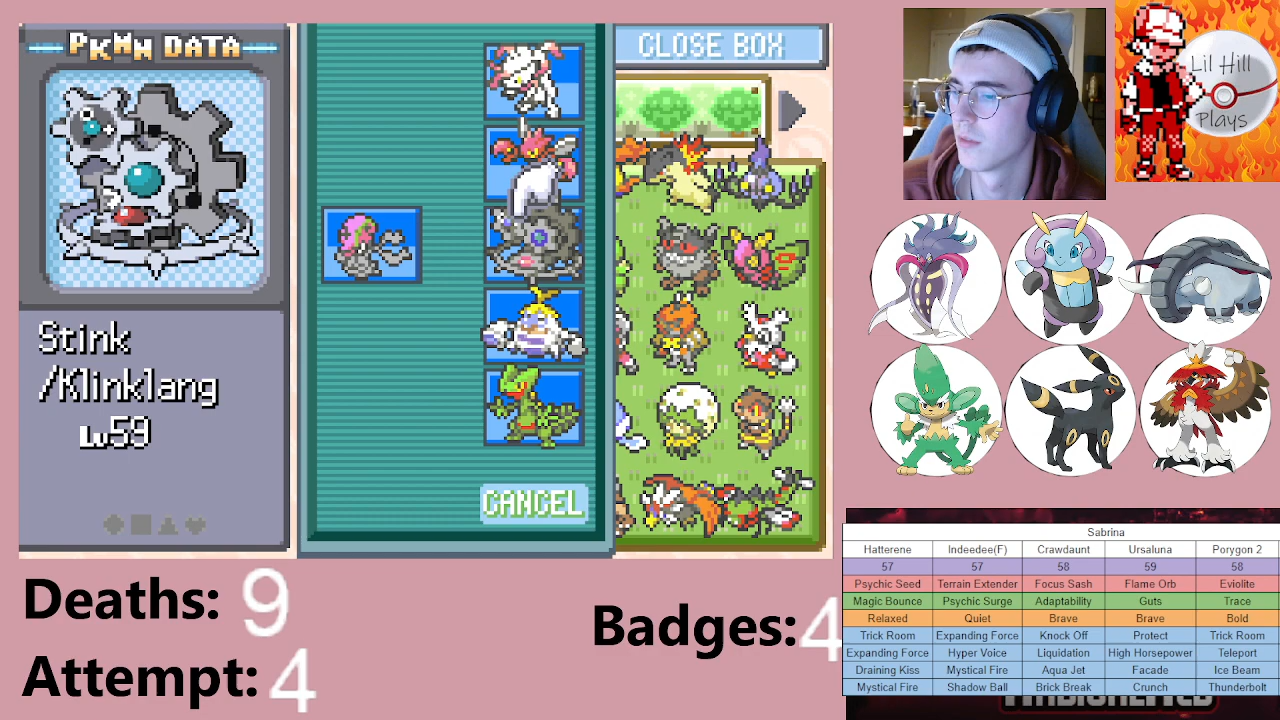 PKMN DATA
CLOSE BOX
Lil Hill
Plays
Stink
/Klinklang
Lv59
CANCEL
Deaths: 9
Attempt: 4
Badges: 4
Sabrina
Hatterene Indeedee(F) Crawdaunt Ursaluna Porygon 2
57 57 58 59 58
Psychic Seed Terrain Extender Focus Sash Flame Orb Eviolite
Magic Bounce Psychic Surge Adaptability Guts Trace
Relaxed Quiet Brave Brave Bold
Trick Room Expanding Force Knock Off Protect Trick Room
Expanding Force Hyper Voice Liquidation High Horsepower Teleport
Draining Kiss Mystical Fire Aqua Jet Facade Ice Beam
Mystical Fire Shadow Ball Brick Break Crunch Thunderbolt